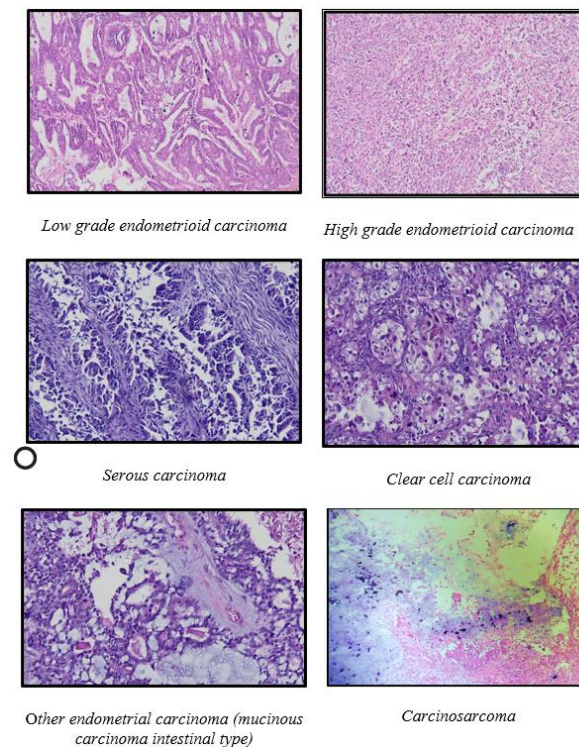 Low grade endometrioid carcinoma
High grade endometrioid carcinoma
Serous carcinoma
Clear cell carcinoma
Other endometrial carcinoma (mucinous
carcinoma intestinal type)
Carcinosarcoma